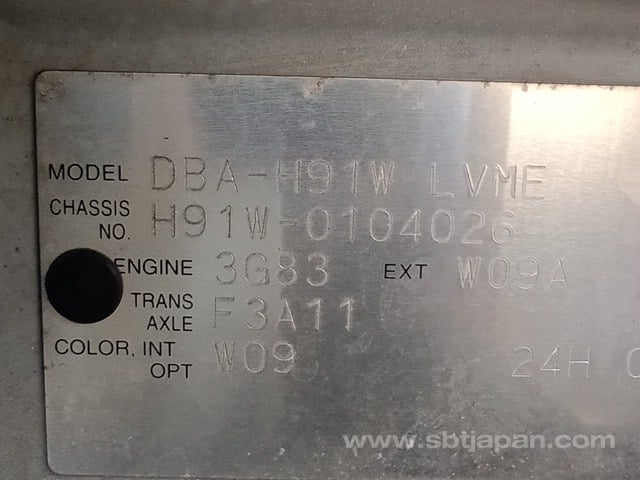 MODEL DBA-H91W LVME
CHASSIS NO. H91W-0104026
ENGINE 3G83 EXT W09A
TRANS AXLE F3A11
COLOR, INT OPT W09 24H
www.sbtjapan.com